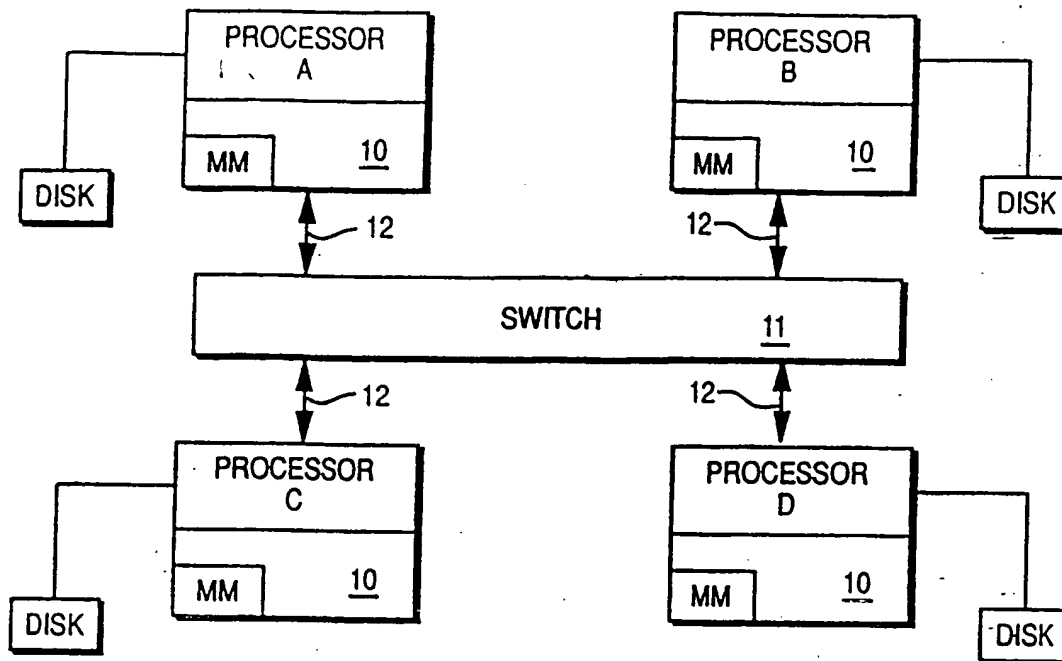 PROCESSOR
A
MM
10
DISK
12
PROCESSOR
B
MM
10
DISK
12
SWITCH
11
12
PROCESSOR
C
MM
10
DISK
12
PROCESSOR
D
MM
10
DISK